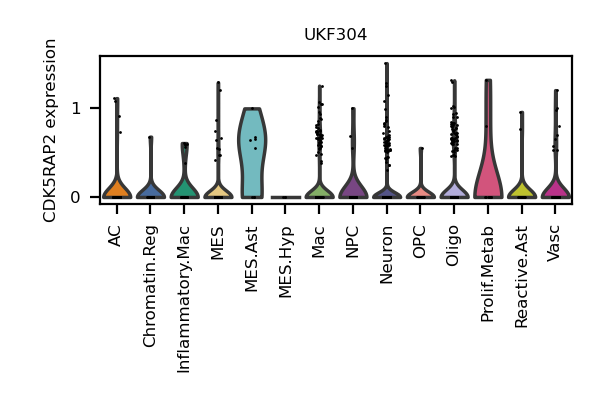 UKF304
CDK5RAP2 expression
1
0
AC
Chromatin.Reg
Inflammatory.Mac
MES
MES.Ast
MES.Hyp
Mac
NPC
Neuron
OPC
Oligo
Prolif.Metab
Reactive.Ast
Vasc